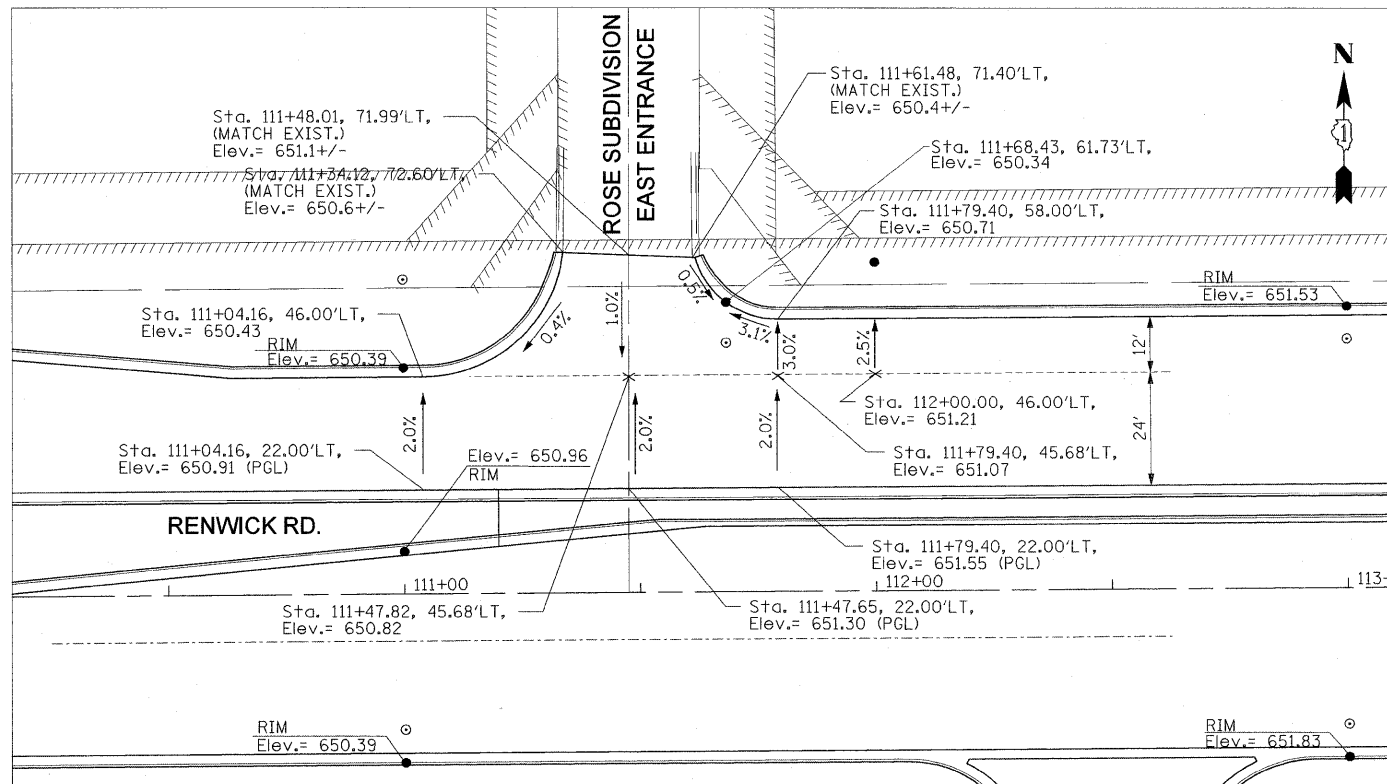 ROSE SUBDIVISION
EAST ENTRANCE
N
1
Sta. 111+61.48, 71.40'LT,
(MATCH EXIST.)
Elev.= 650.4+/-
Sta. 111+48.01, 71.99'LT,
(MATCH EXIST.)
Elev.= 651.1+/-
Sta. 111+68.43, 61.73'LT,
Elev.= 650.34
Sta. 111+34.12, 72.60'LT,
(MATCH EXIST.)
Elev.= 650.6+/-
Sta. 111+79.40, 58.00'LT,
Elev.= 650.71
RIM
Elev.= 651.53
0.5%
1.0%
0.4%
3.1%
Sta. 111+04.16, 46.00'LT,
Elev.= 650.43
RIM
Elev.= 650.39
3.0%
2.5%
12'
Sta. 112+00.00, 46.00'LT,
Elev.= 651.21
24'
2.0%
2.0%
2.0%
Sta. 111+04.16, 22.00'LT,
Elev.= 650.91 (PGL)
Elev.= 650.96
RIM
Sta. 111+79.40, 45.68'LT,
Elev.= 651.07
RENWICK RD.
Sta. 111+79.40, 22.00'LT,
Elev.= 651.55 (PGL)
111+00
112+00
113-
Sta. 111+47.82, 45.68'LT,
Elev.= 650.82
Sta. 111+47.65, 22.00'LT,
Elev.= 651.30 (PGL)
RIM
Elev.= 650.39
RIM
Elev.= 651.83